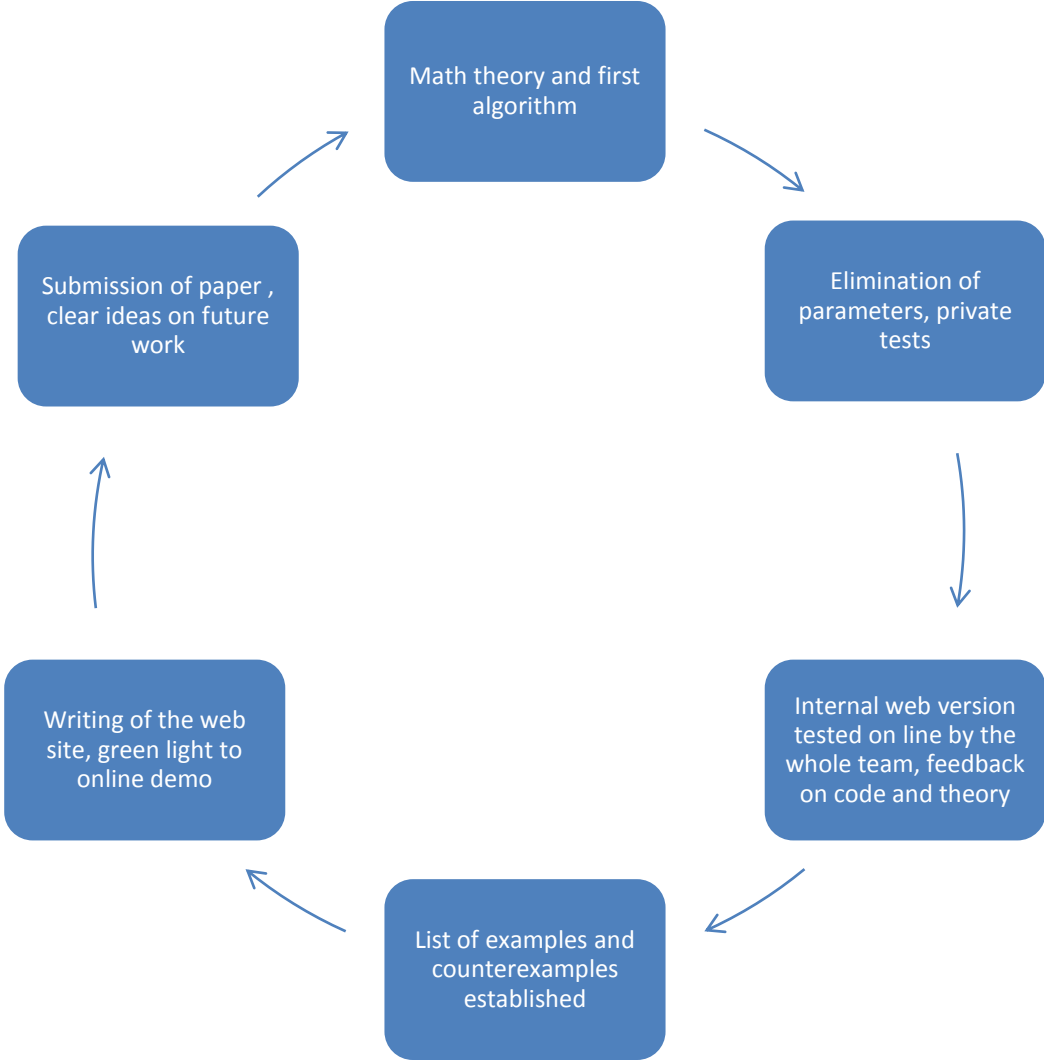 Math theory and first
algorithm
Elimination of
parameters, private
tests
Internal web version
tested on line by the
whole team, feedback
on code and theory
List of examples and
counterexamples
established
Writing of the web
site, green light to
online demo
Submission of paper ,
clear ideas on future
work